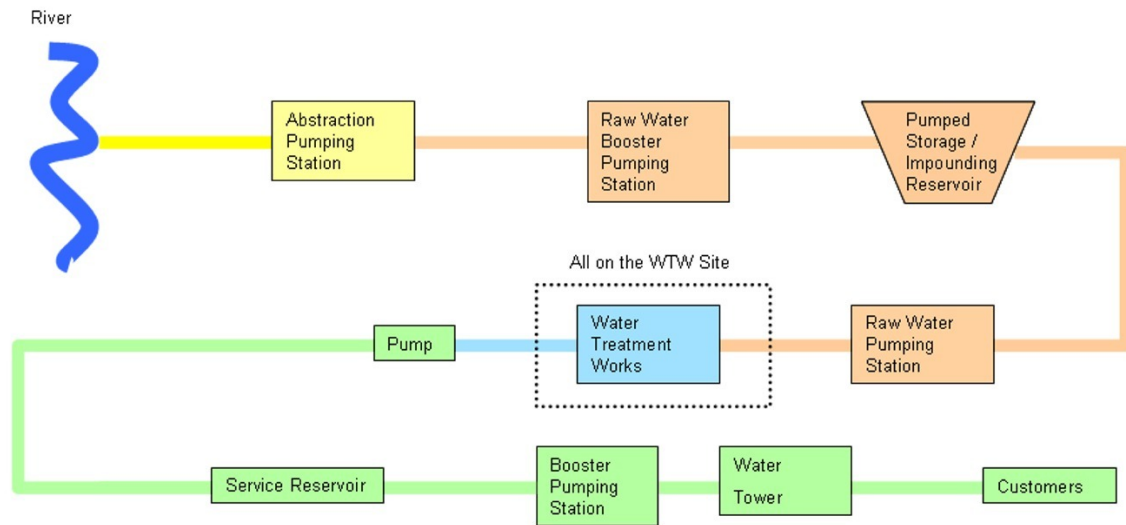 River
Abstraction
Pumping
Station
Raw Water
Booster
Pumping
Station
Pumped
Storage /
Impounding
Reservoir
All on the WTW Site
Pump
Water
Treatment
Works
Raw Water
Pumping
Station
Service Reservoir
Booster
Pumping
Station
Water
Tower
Customers